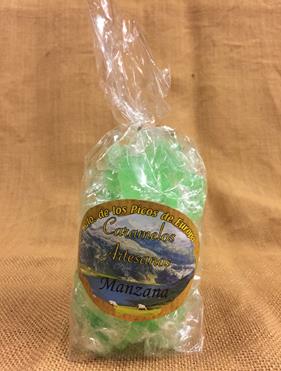 de los Picos de Europa
Caramelos
Artesanos
Manzana